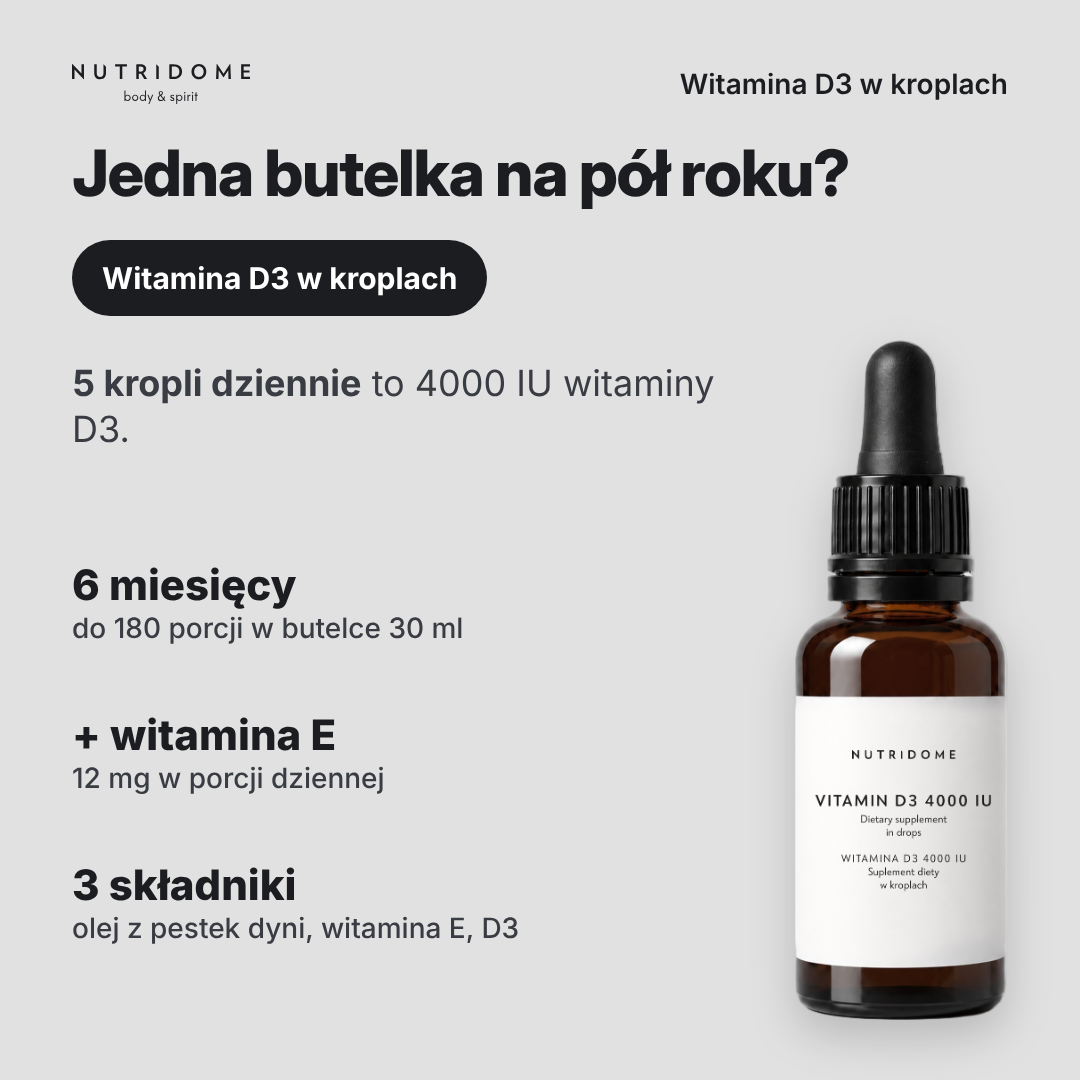 NUTRIDOME
body & spirit
Witamina D3 w kroplach
Jedna butelka na pół roku?
Witamina D3 w kroplach
5 kropli dziennie to 4000 IU witaminy
D3.
6 miesięcy
do 180 porcji w butelce 30 ml
+ witamina E
12 mg w porcji dziennej
3 składniki
olej z pestek dyni, witamina E, D3
NUTRIDOME
VITAMIN D3 4000 IU
Dietary supplement
in drops
WITAMINA D3 4000 IU
Suplement diety
w kroplach